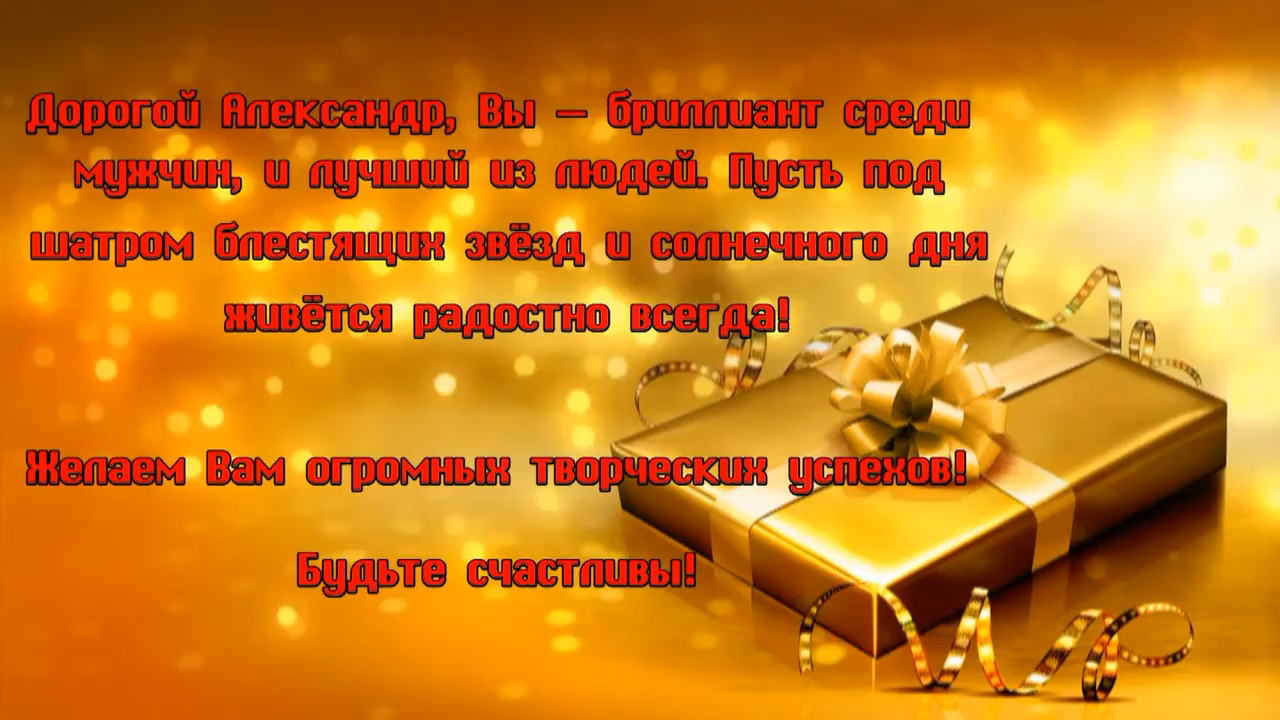 Дорогой Александр, Вы – бриллиант среди
мужчин, и лучший из людей. Пусть под
шатром блестящих звёзд и солнечного дня
живётся радостно всегда!
Желаем Вам огромных творческих успехов!
Будьте счастливы!